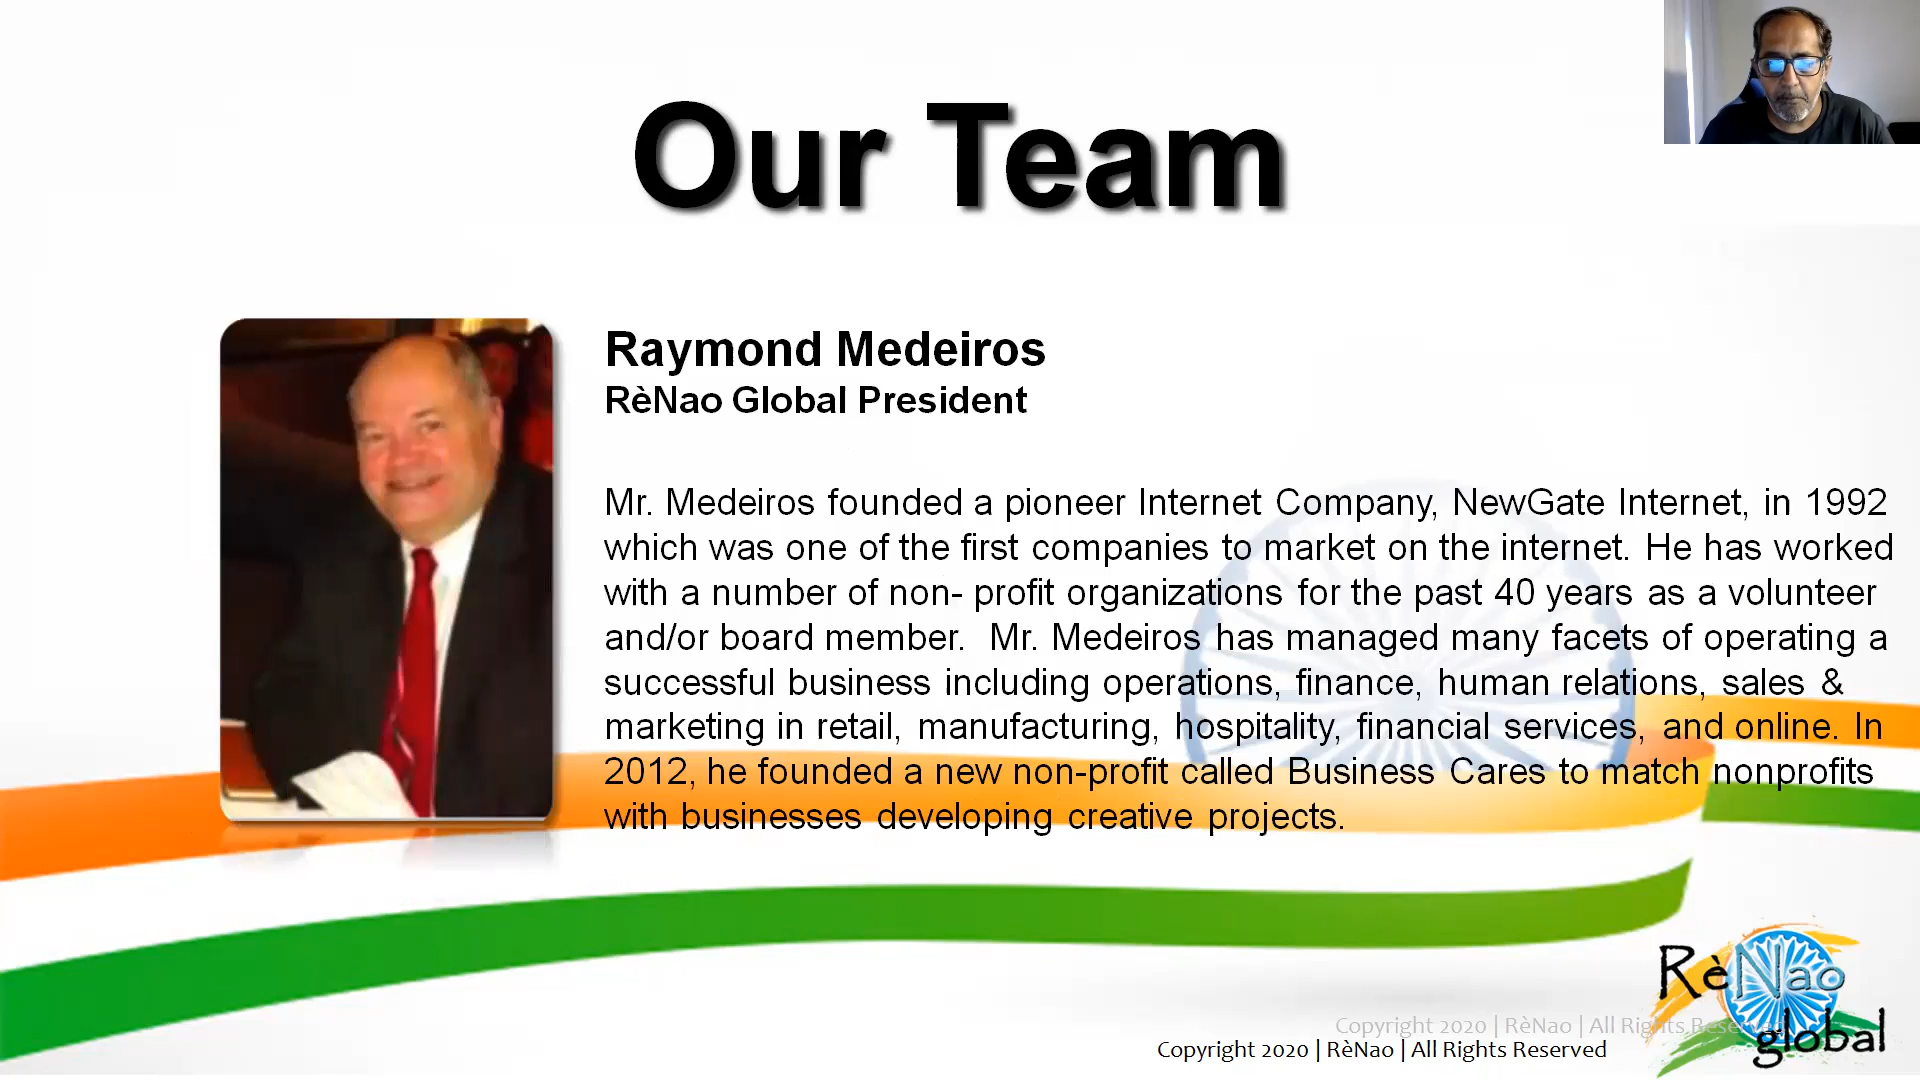 Our Team
Raymond Medeiros
RèNao Global President
Mr. Medeiros founded a pioneer Internet Company, NewGate Internet, in 1992
which was one of the first companies to market on the internet. He has worked
with a number of non- profit organizations for the past 40 years as a volunteer
and/or board member.  Mr. Medeiros has managed many facets of operating a
successful business including operations, finance, human relations, sales &
marketing in retail, manufacturing, hospitality, financial services, and online. In
2012, he founded a new non-profit called Business Cares to match nonprofits
with businesses developing creative projects.
RèNao
global
Copyright 2020 | RèNao | All Rights Reserved
Copyright 2020 | RèNao | All Rights Reserved